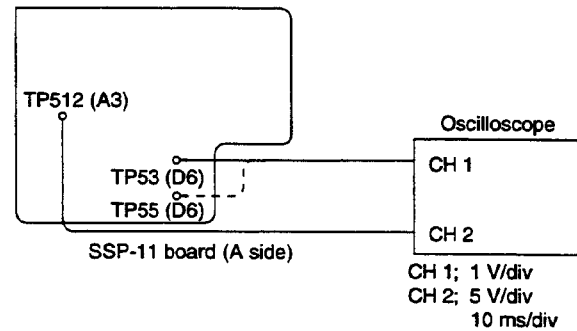 TP512 (A3)
Oscilloscope
TP53 (D6)
CH 1
TP55 (D6)
CH 2
SSP-11 board (A side)
CH 1; 1 V/div
CH 2; 5 V/div
10 ms/div